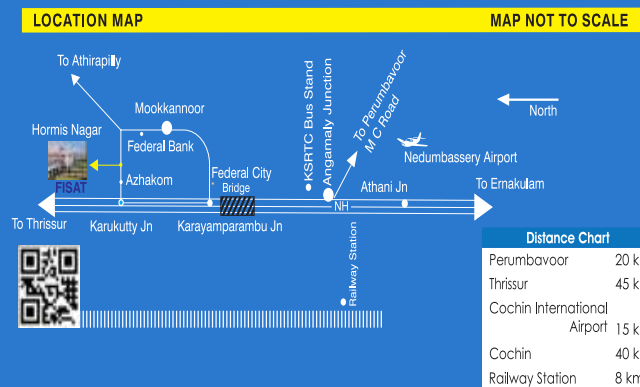 LOCATION MAP
MAP NOT TO SCALE
To Athirapilly
Mookkannoor
Hormis Nagar
Federal Bank
FISAT
Azhakom
Federal City
Bridge
KSRTC Bus Stand
Angamaly Junction
To Perumbavoor
M C Road
North
Nedumbassery Airport
Athani Jn
To Ernakulam
NH
To Thrissur
Karukutty Jn
Karayamparambu Jn
Railway Station
Distance Chart
Perumbavoor 20 k
Thrissur 45 k
Cochin International
Airport 15 k
Cochin 40 k
Railway Station 8 km